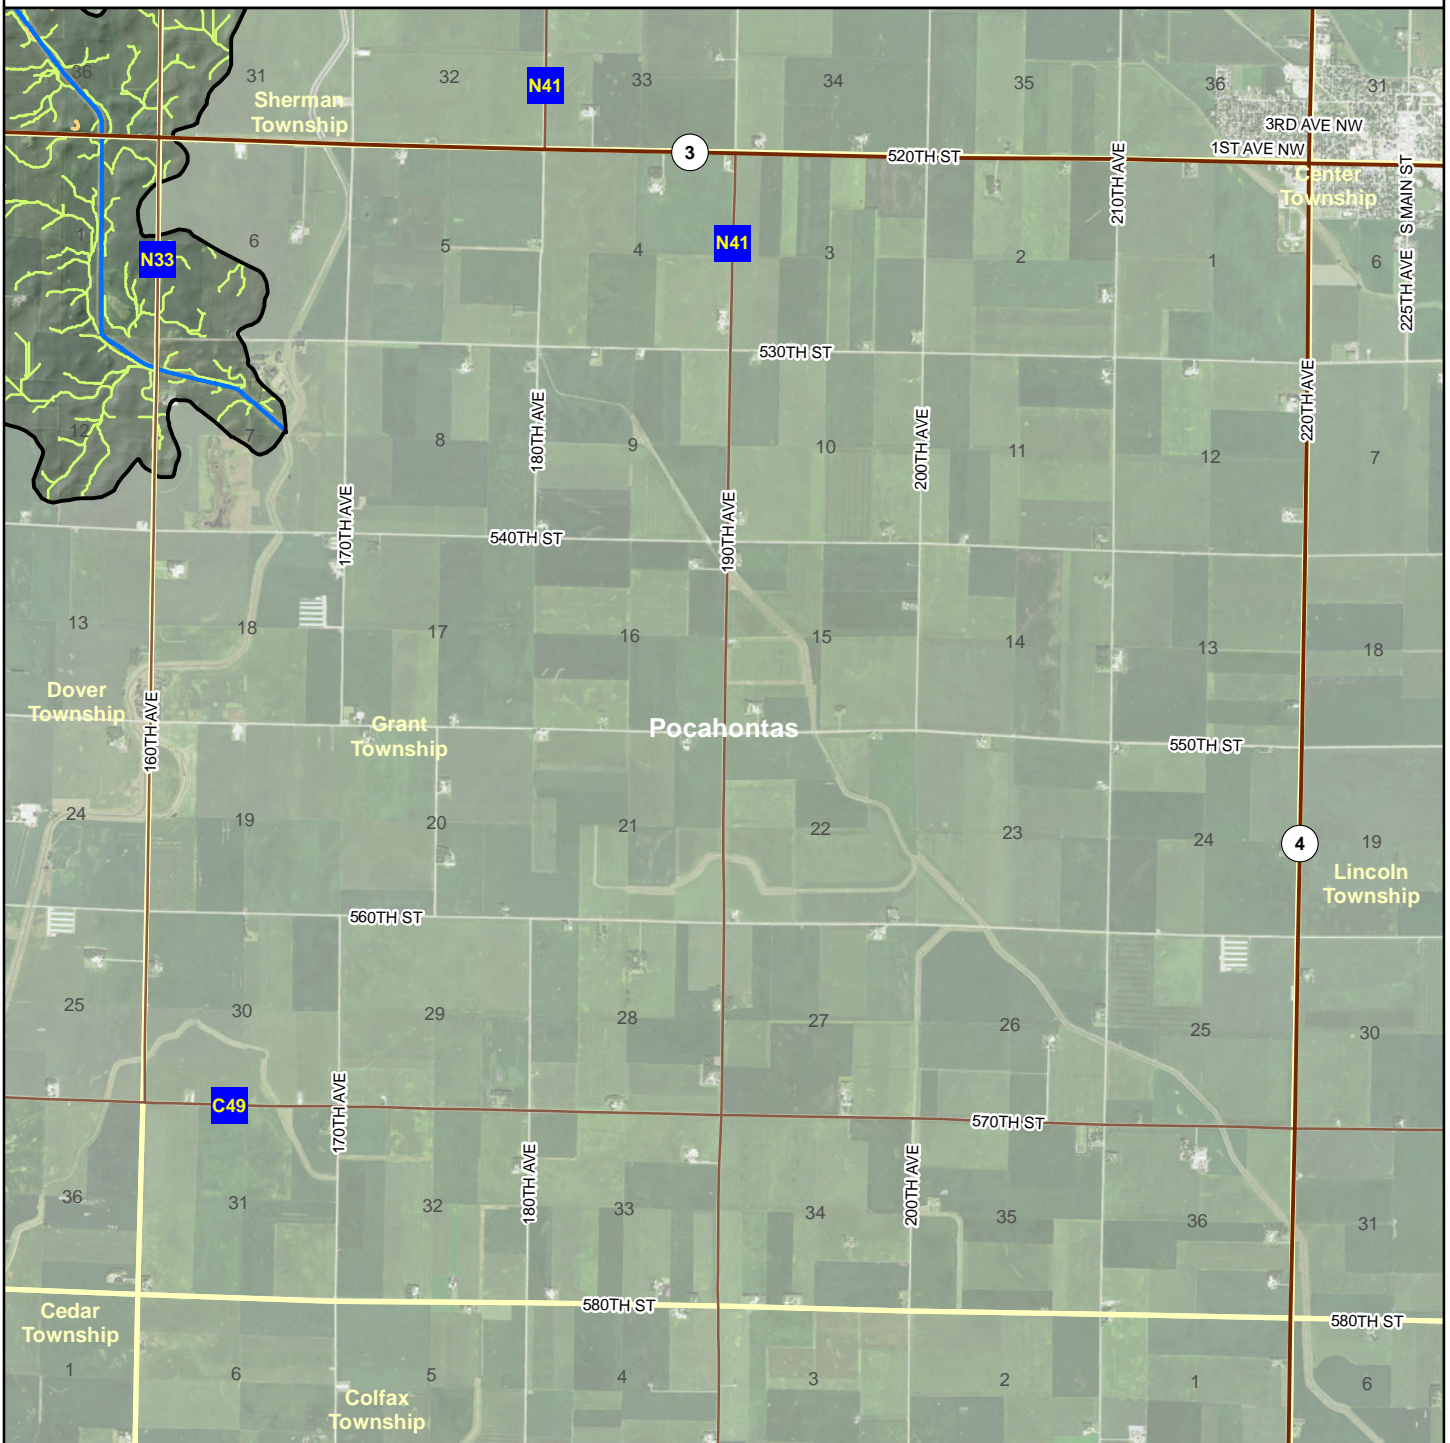 36
31
32
N41
33
34
35
36
31
Sherman
Township
3RD AVE NW
1ST AVE NW
3
520TH ST
210TH AVE
Center
Township
S MAIN ST
1
N33
6
5
4
N41
3
2
1
6
225TH AVE
530TH ST
220TH AVE
12
7
8
180TH AVE
9
10
200TH AVE
11
12
7
170TH AVE
540TH ST
190TH AVE
13
18
17
16
15
14
13
18
Dover
Township
160TH AVE
Grant
Township
Pocahontas
550TH ST
24
19
20
21
22
23
24
4
19
Lincoln
Township
560TH ST
25
30
29
28
27
26
25
30
C49
170TH AVE
570TH ST
36
31
32
180TH AVE
33
34
200TH AVE
35
36
31
Cedar
Township
580TH ST
580TH ST
1
6
5
4
3
2
1
6
Colfax
Township